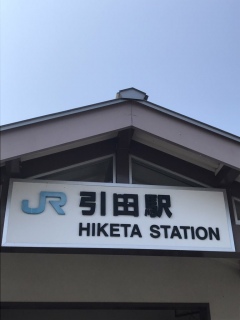 JR 引田駅
HIKETA STATION